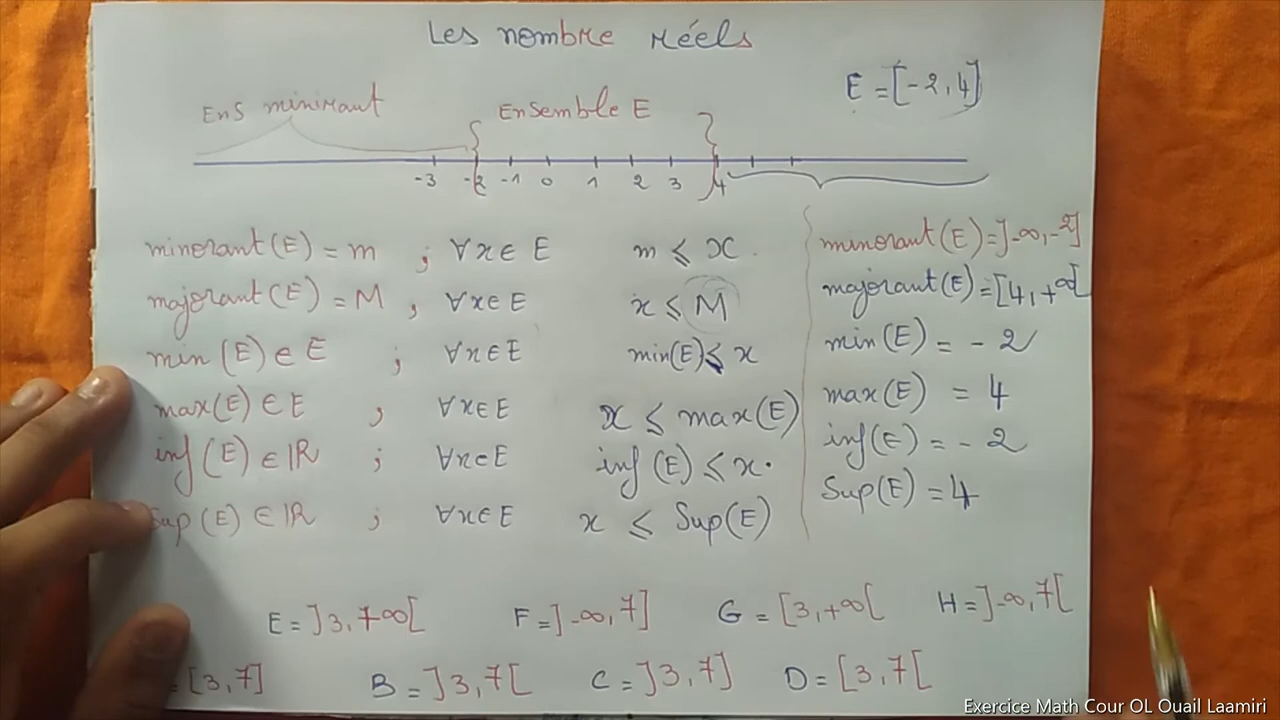 Les nombre réels
E = [-2, 4]
Ens minirant
Ensemble E
-3 -2 -1 0 1 2 3 4
minorant (E) = m ; ∀x ∈ E m ⩽ x.
majorant (E) = M , ∀x ∈ E x ⩽ M
min (E) ∈ E ; ∀x ∈ E min(E) ⩽ x
max(E) ∈ E , ∀x ∈ E x ⩽ max(E)
inf (E) ∈ IR ; ∀x ∈ E inf (E) ⩽ x.
Sup (E) ∈ IR ; ∀x ∈ E x ⩽ Sup(E)
minorant (E) = ]-∞, -2]
majorant (E) = [4, +∞[
min(E) = -2
max(E) = 4
inf(E) = -2
Sup(E) = 4
E = ]3, +∞[ F = ]-∞, 7] G = [3, +∞[ H = ]-∞, 7[
= [3, 7] B = ]3, 7[ C = ]3, 7] D = [3, 7[
Exercice Math Cour OL Ouail Laamiri